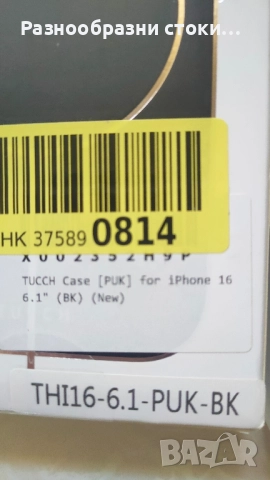 Разнообразни стоки...
HK 37589 0814
X002352H9P
TUCCH Case [PUK] for iPhone 16
6.1" (BK) (New)
THI16-6.1-PUK-BK
BAZAR